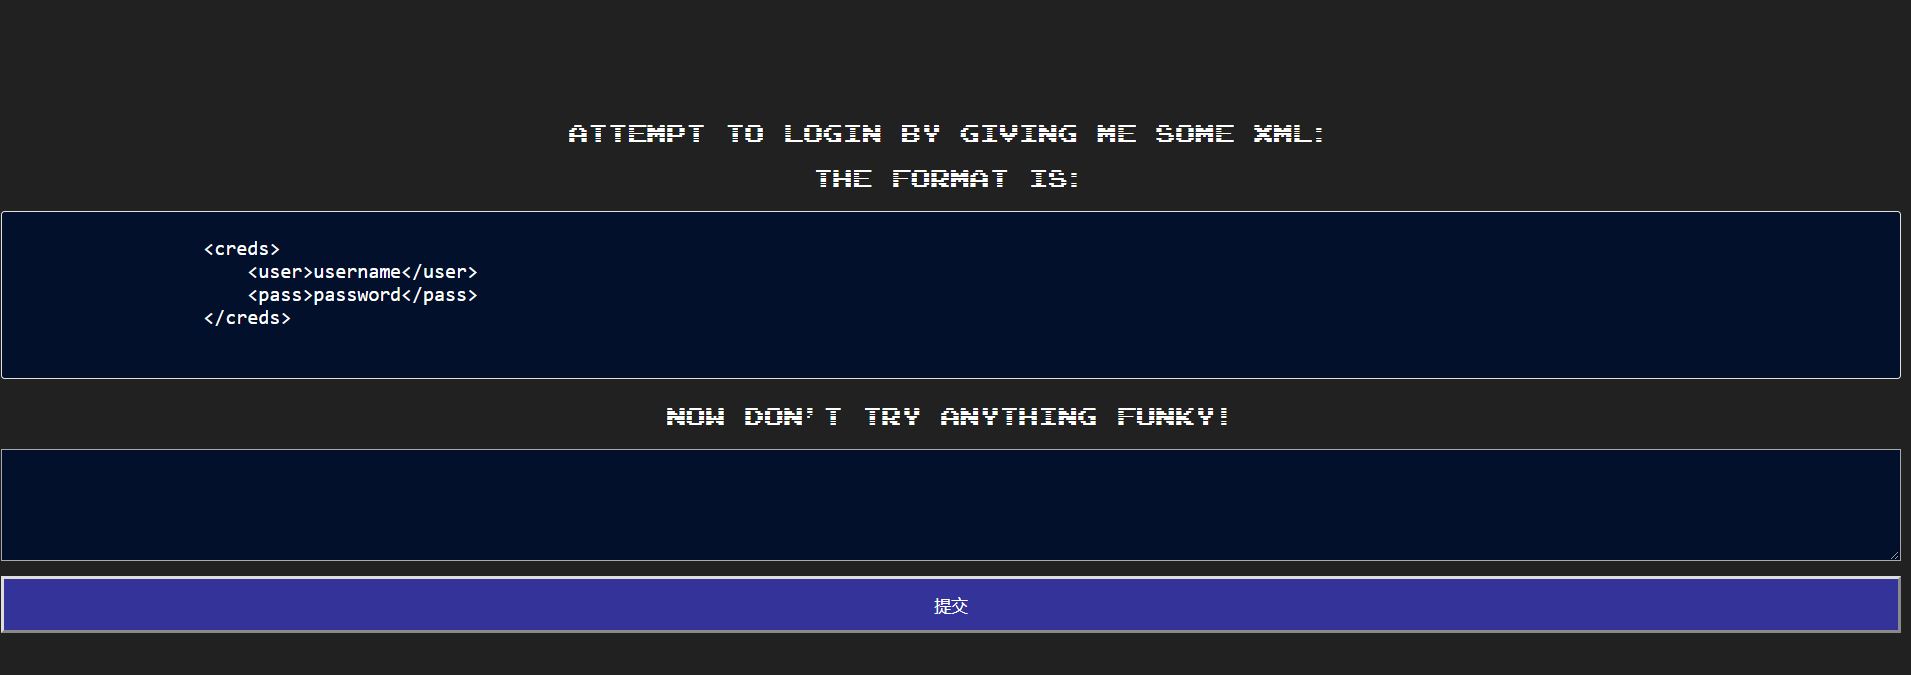 ATTEMPT TO LOGIN BY GIVING ME SOME XML:
THE FORMAT IS:
<creds>
    <user>username</user>
    <pass>password</pass>
</creds>
NOW DON'T TRY ANYTHING FUNKY!
提交